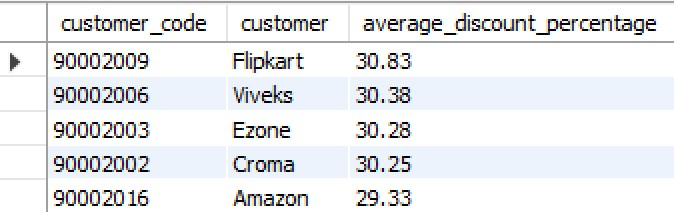 customer_code customer average_discount_percentage
90002009 Flipkart 30.83
90002006 Viveks 30.38
90002003 Ezone 30.28
90002002 Croma 30.25
90002016 Amazon 29.33